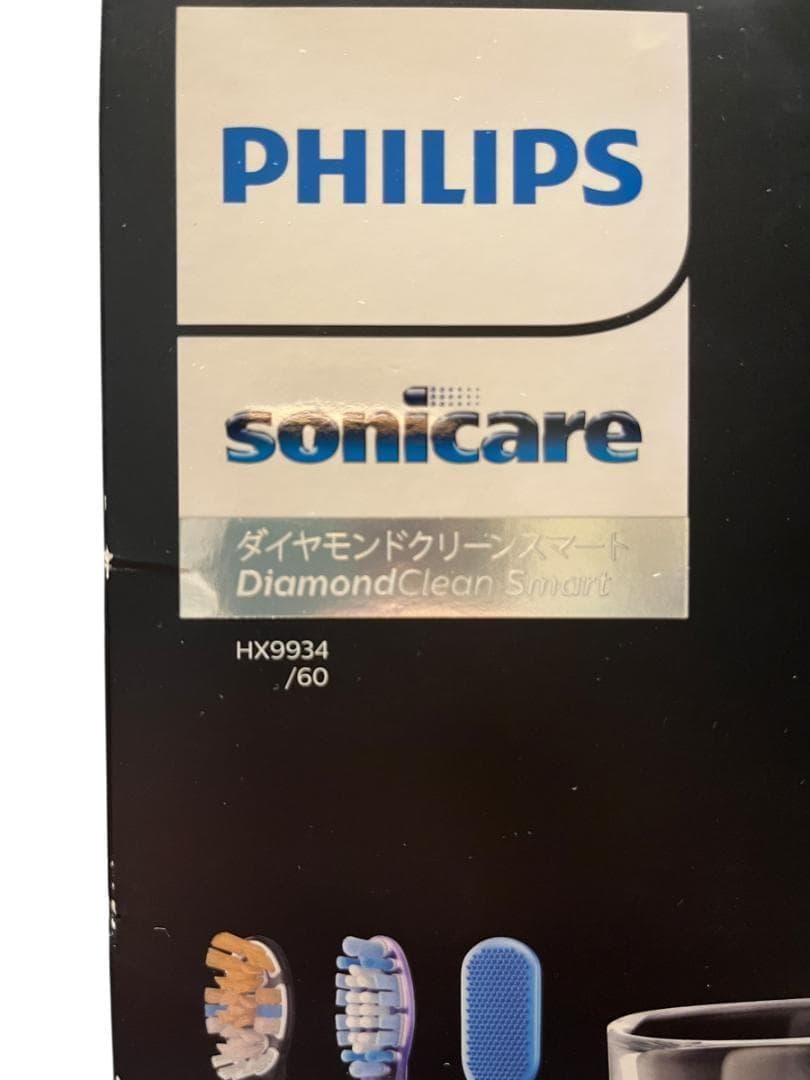 PHILIPS
sonicare
ダイヤモンドクリーンスマート
DiamondClean Smart
HX9934
/60